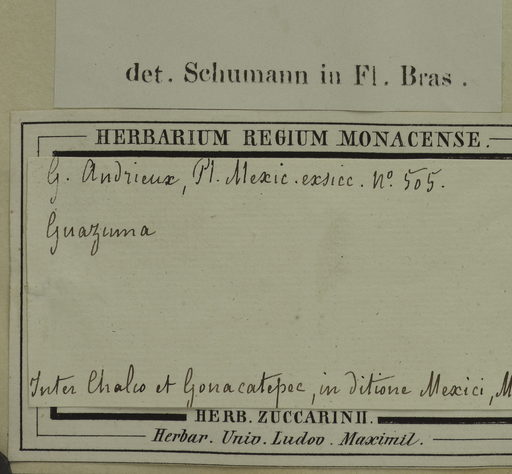 det. Schumann in Fl. Bras.
HERBARIUM REGIUM MONACENSE.
G. Andrieux, Pl. Mexic. exsicc. Nº 505.
Guazuma
Inter Chalco et Gonacatepec, in ditione Mexici, M
HERB. ZUCCARINII.
Herbar. Univ. Ludov. Maximil.